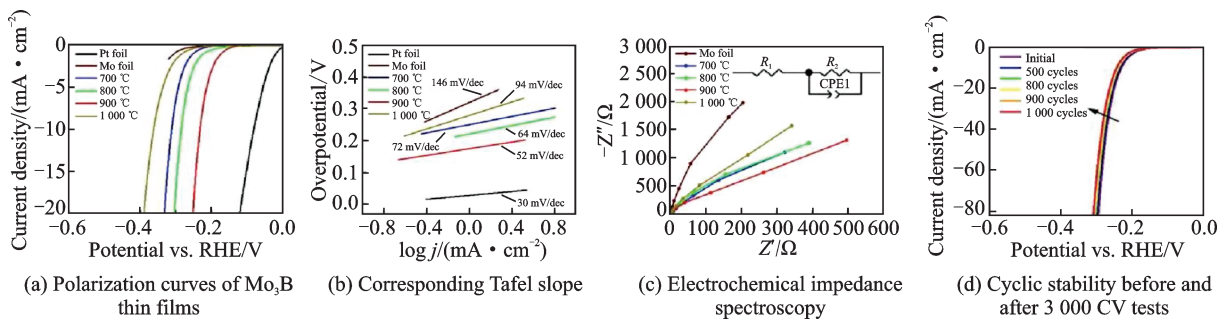 Current density/(mA • cm⁻²)
0
−5
−10
−15
−20
−0.6
−0.4
−0.2
0.0
Potential vs. RHE/V
Pt foil
Mo foil
700 ℃
800 ℃
900 ℃
1 000 ℃
(a) Polarization curves of Mo₃B
thin films
Overpotential/V
0.5
0.4
0.3
0.2
0.1
0.0
−0.8
−0.4
0.0
0.4
0.8
log j/(mA • cm⁻²)
Pt foil
Mo foil
700 ℃
800 ℃
900 ℃
1 000 ℃
146 mV/dec
94 mV/dec
72 mV/dec
64 mV/dec
52 mV/dec
30 mV/dec
(b) Corresponding Tafel slope
−Z″/Ω
3 000
2 500
2 000
1 500
1 000
500
0
0
100
200
300
400
500
600
Z′/Ω
Mo foil
700 ℃
800 ℃
900 ℃
1 000 ℃
R₁
R₂
CPE1
(c) Electrochemical impedance
spectroscopy
Current density/(mA • cm⁻²)
0
−20
−40
−60
−80
−0.6
−0.4
−0.2
0.0
Potential vs. RHE/V
Initial
500 cycles
800 cycles
900 cycles
1 000 cycles
(d) Cyclic stability before and
after 3 000 CV tests